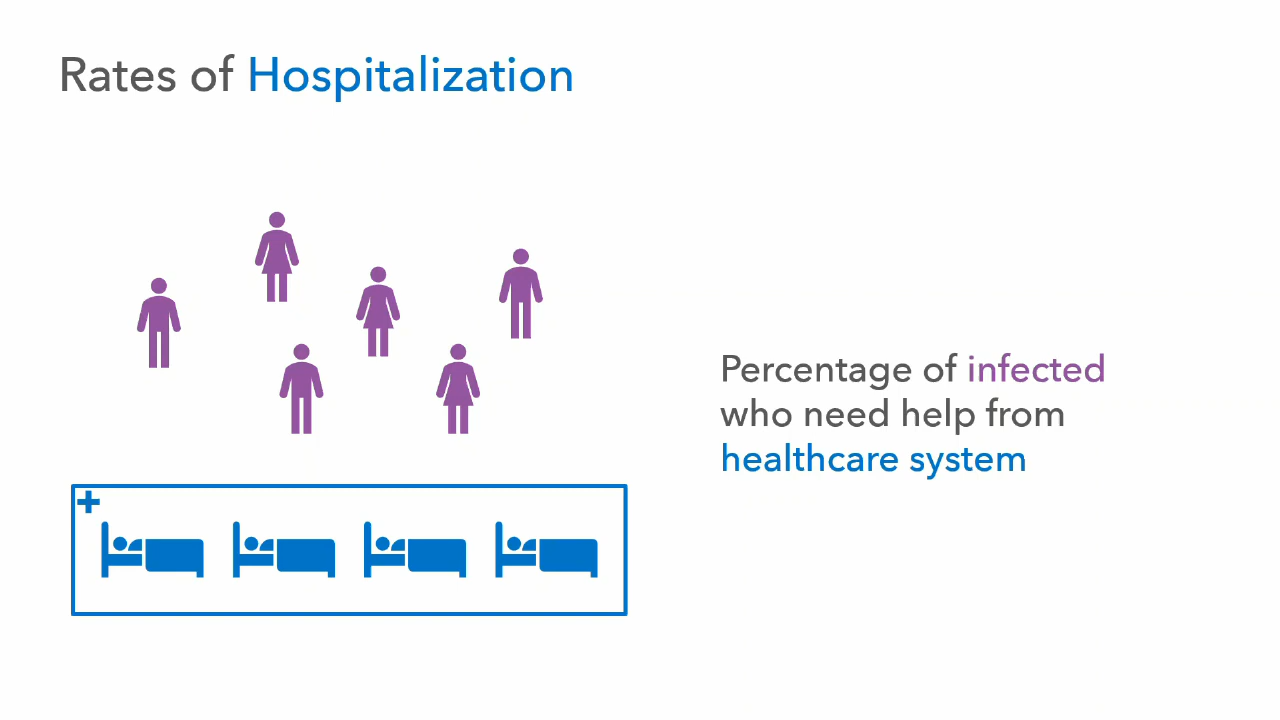 Rates of Hospitalization
Percentage of infected
who need help from
healthcare system